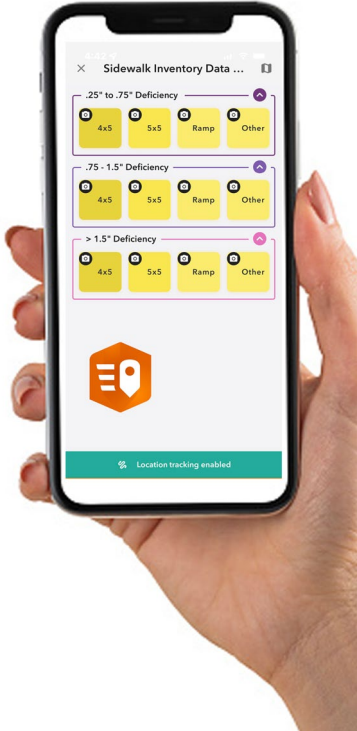 Sidewalk Inventory Data ...
.25" to .75" Deficiency
4x5 5x5 Ramp Other
.75 - 1.5" Deficiency
4x5 5x5 Ramp Other
> 1.5" Deficiency
4x5 5x5 Ramp Other
Location tracking enabled